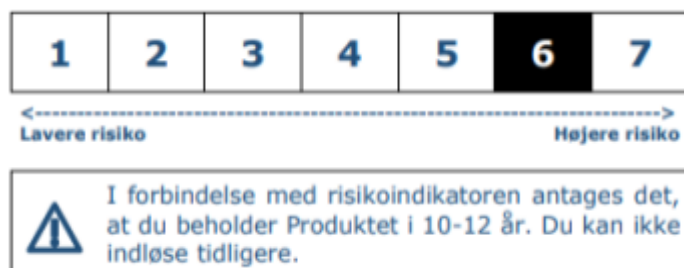 1 2 3 4 5 6 7
<----------------------------------------------------------------------->
Lavere risiko Højere risiko
I forbindelse med risikoindikatoren antages det,
at du beholder Produktet i 10-12 år. Du kan ikke
indløse tidligere.